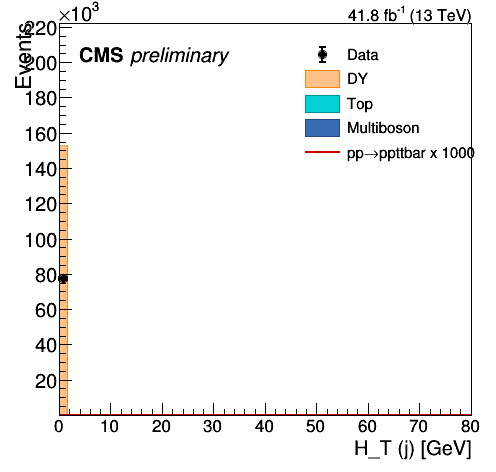 ×10³
41.8 fb⁻¹ (13 TeV)
Events
CMS preliminary
Data
DY
Top
Multiboson
pp→ppttbar x 1000
220
200
180
160
140
120
100
80
60
40
20
0 10 20 30 40 50 60 70 80
H_T (j) [GeV]